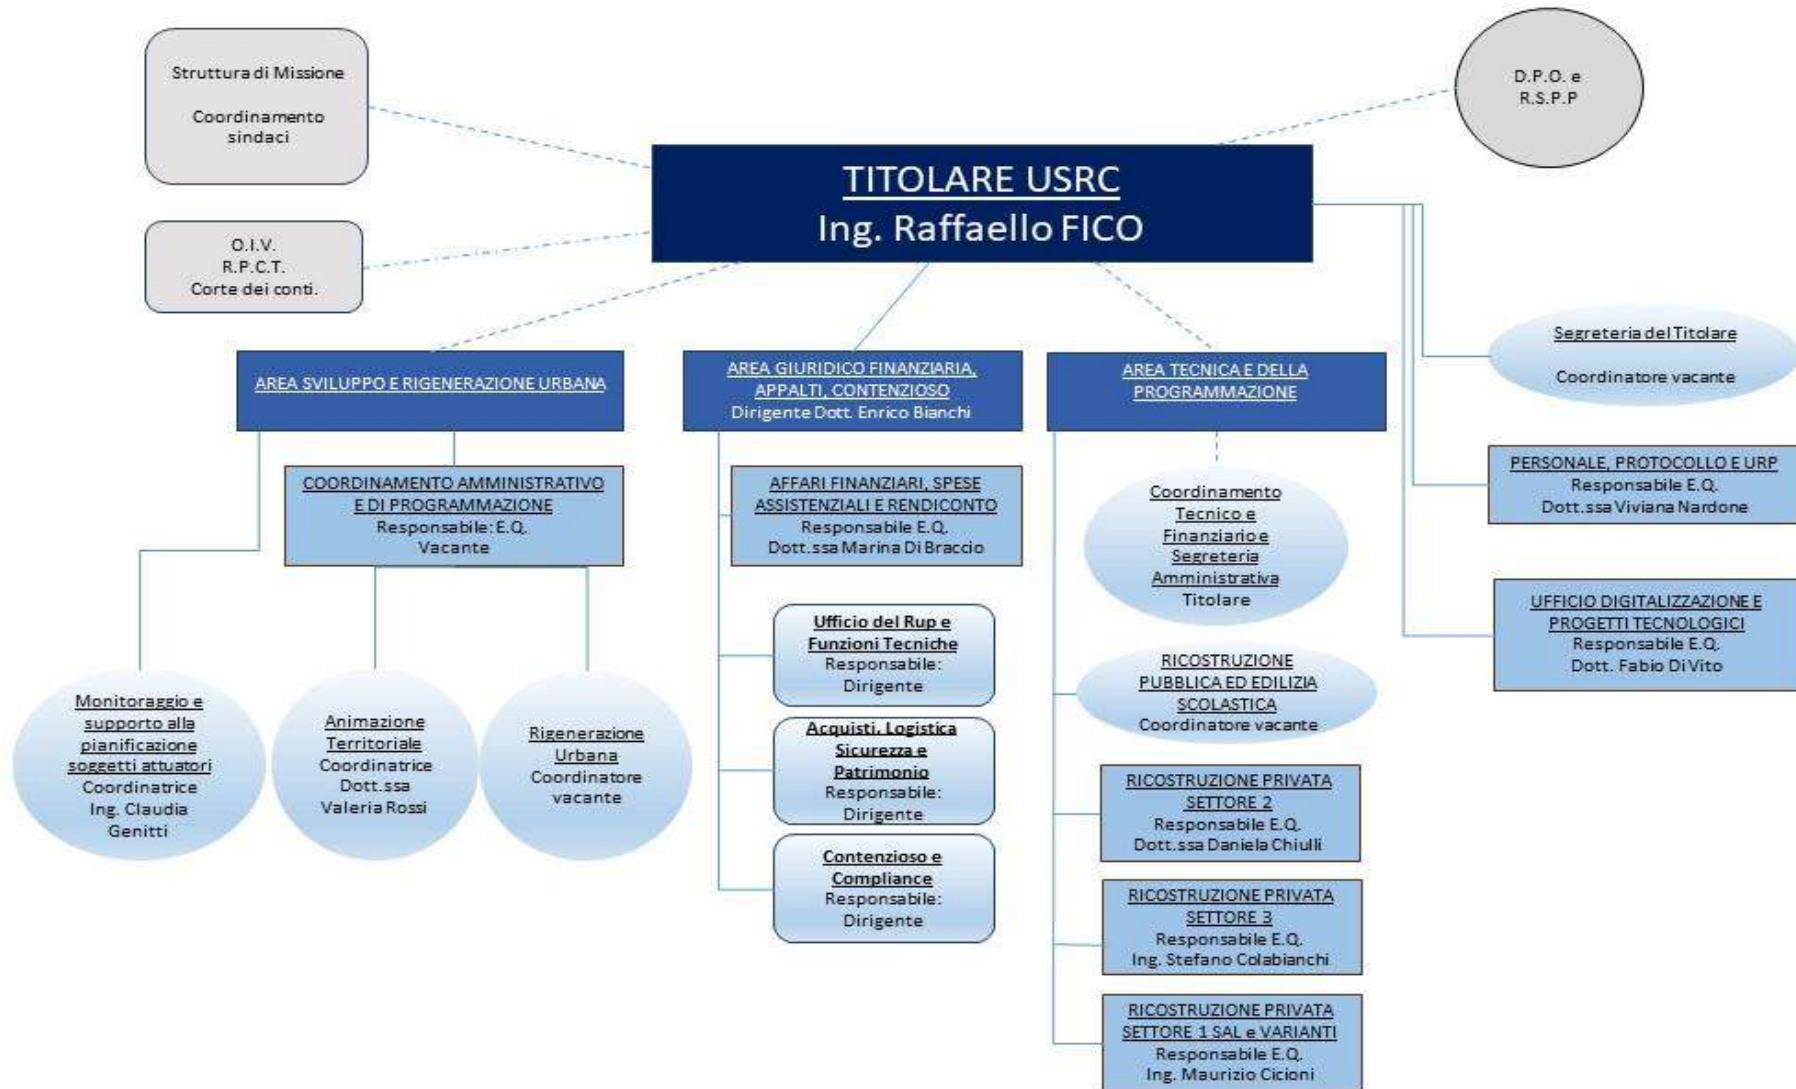 Struttura di Missione
Coordinamento
sindaci
D.P.O. e
R.S.P.P
TITOLARE USRC
Ing. Raffaello FICO
O.I.V.
R.P.C.T.
Corte dei conti.
Segreteria del Titolare
Coordinatore vacante
AREA SVILUPPO E RIGENERAZIONE URBANA
AREA GIURIDICO FINANZIARIA,
APPALTI, CONTENZIOSO
Dirigente Dott. Enrico Bianchi
AREA TECNICA E DELLA
PROGRAMMAZIONE
PERSONALE, PROTOCOLLO E URP
Responsabile E.Q.
Dott.ssa Viviana Nardone
COORDINAMENTO AMMINISTRATIVO
E DI PROGRAMMAZIONE
Responsabile: E.Q.
Vacante
AFFARI FINANZIARI, SPESE
ASSISTENZIALI E RENDICONTO
Responsabile E.Q.
Dott.ssa Marina Di Braccio
Coordinamento
Tecnico e
Finanziario e
Segreteria
Amministrativa
Titolare
UFFICIO DIGITALIZZAZIONE E
PROGETTI TECNOLOGICI
Responsabile E.Q.
Dott. Fabio Di Vito
Ufficio del Rup e
Funzioni Tecniche
Responsabile:
Dirigente
RICOSTRUZIONE
PUBBLICA ED EDILIZIA
SCOLASTICA
Coordinatore vacante
Monitoraggio e
supporto alla
pianificazione
soggetti attuatori
Coordinatrice
Ing. Claudia
Genitti
Animazione
Territoriale
Coordinatrice
Dott.ssa
Valeria Rossi
Rigenerazione
Urbana
Coordinatore
vacante
Acquisti, Logistica
Sicurezza e
Patrimonio
Responsabile:
Dirigente
RICOSTRUZIONE PRIVATA
SETTORE 2
Responsabile E.Q.
Dott.ssa Daniela Chiulli
Contenzioso e
Compliance
Responsabile:
Dirigente
RICOSTRUZIONE PRIVATA
SETTORE 3
Responsabile E.Q.
Ing. Stefano Colabianchi
RICOSTRUZIONE PRIVATA
SETTORE 1 SAL e VARIANTI
Responsabile E.Q.
Ing. Maurizio Cicioni